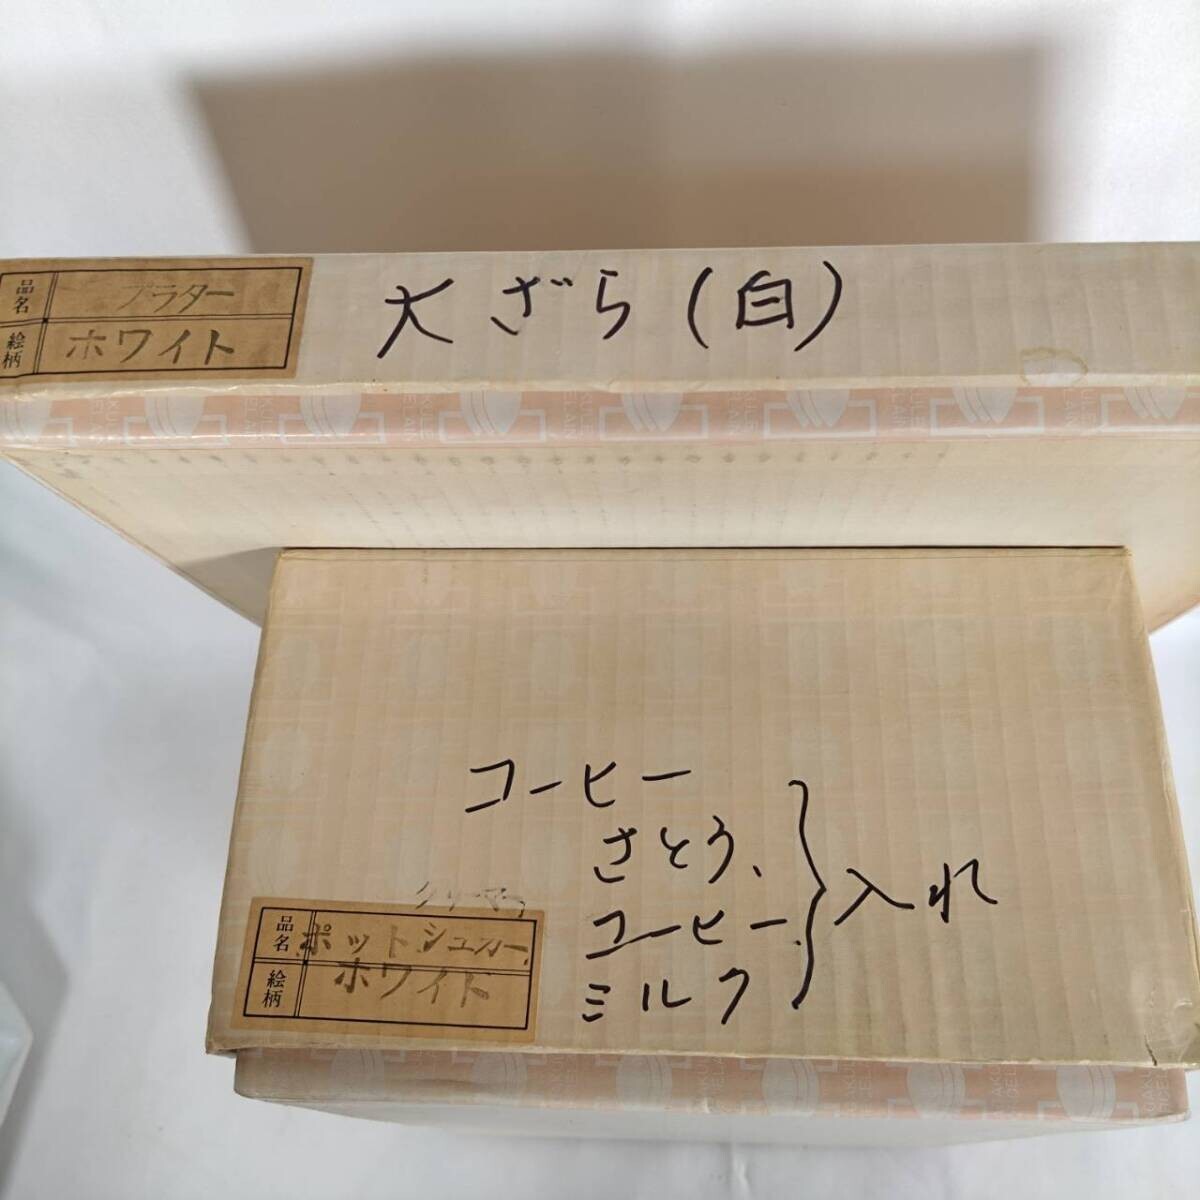 品名 プラター
絵柄 ホワイト
大ざら(白)
コーヒー
さとう、
コーヒー
ミルク
入れ
クリーマー
品名 ポットシュガー
絵柄 ホワイト